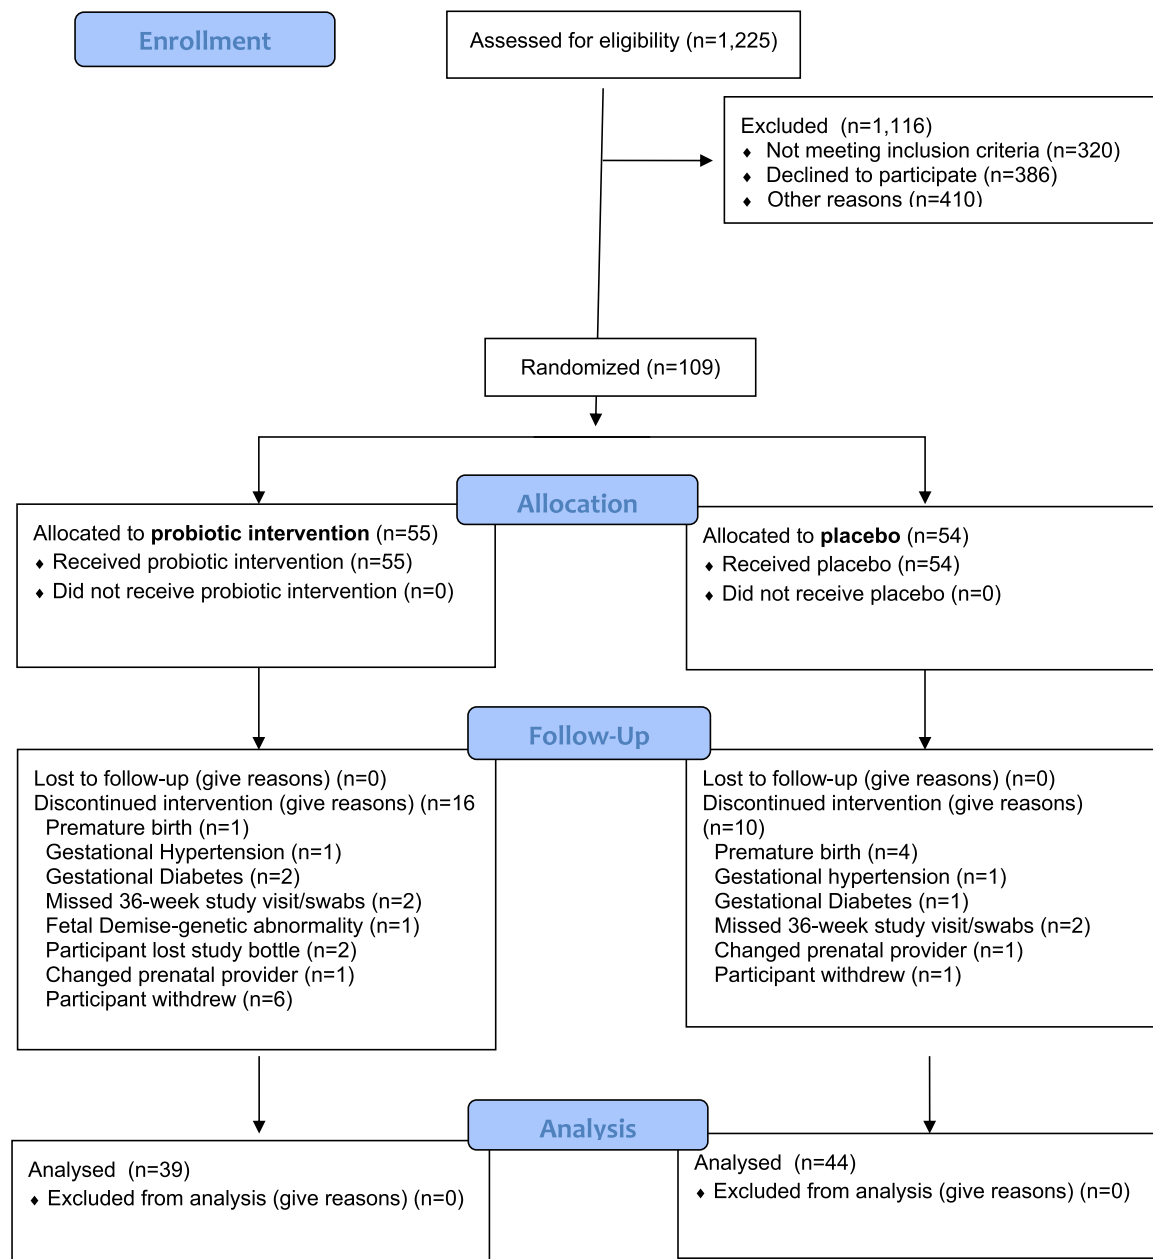 Enrollment
Assessed for eligibility (n=1,225)
Excluded (n=1,116)
♦ Not meeting inclusion criteria (n=320)
♦ Declined to participate (n=386)
♦ Other reasons (n=410)
Randomized (n=109)
Allocation
Allocated to probiotic intervention (n=55)
♦ Received probiotic intervention (n=55)
♦ Did not receive probiotic intervention (n=0)
Allocated to placebo (n=54)
♦ Received placebo (n=54)
♦ Did not receive placebo (n=0)
Follow-Up
Lost to follow-up (give reasons) (n=0)
Discontinued intervention (give reasons) (n=16
Premature birth (n=1)
Gestational Hypertension (n=1)
Gestational Diabetes (n=2)
Missed 36-week study visit/swabs (n=2)
Fetal Demise-genetic abnormality (n=1)
Participant lost study bottle (n=2)
Changed prenatal provider (n=1)
Participant withdrew (n=6)
Lost to follow-up (give reasons) (n=0)
Discontinued intervention (give reasons)
(n=10)
Premature birth (n=4)
Gestational hypertension (n=1)
Gestational Diabetes (n=1)
Missed 36-week study visit/swabs (n=2)
Changed prenatal provider (n=1)
Participant withdrew (n=1)
Analysis
Analysed (n=39)
♦ Excluded from analysis (give reasons) (n=0)
Analysed (n=44)
♦ Excluded from analysis (give reasons) (n=0)